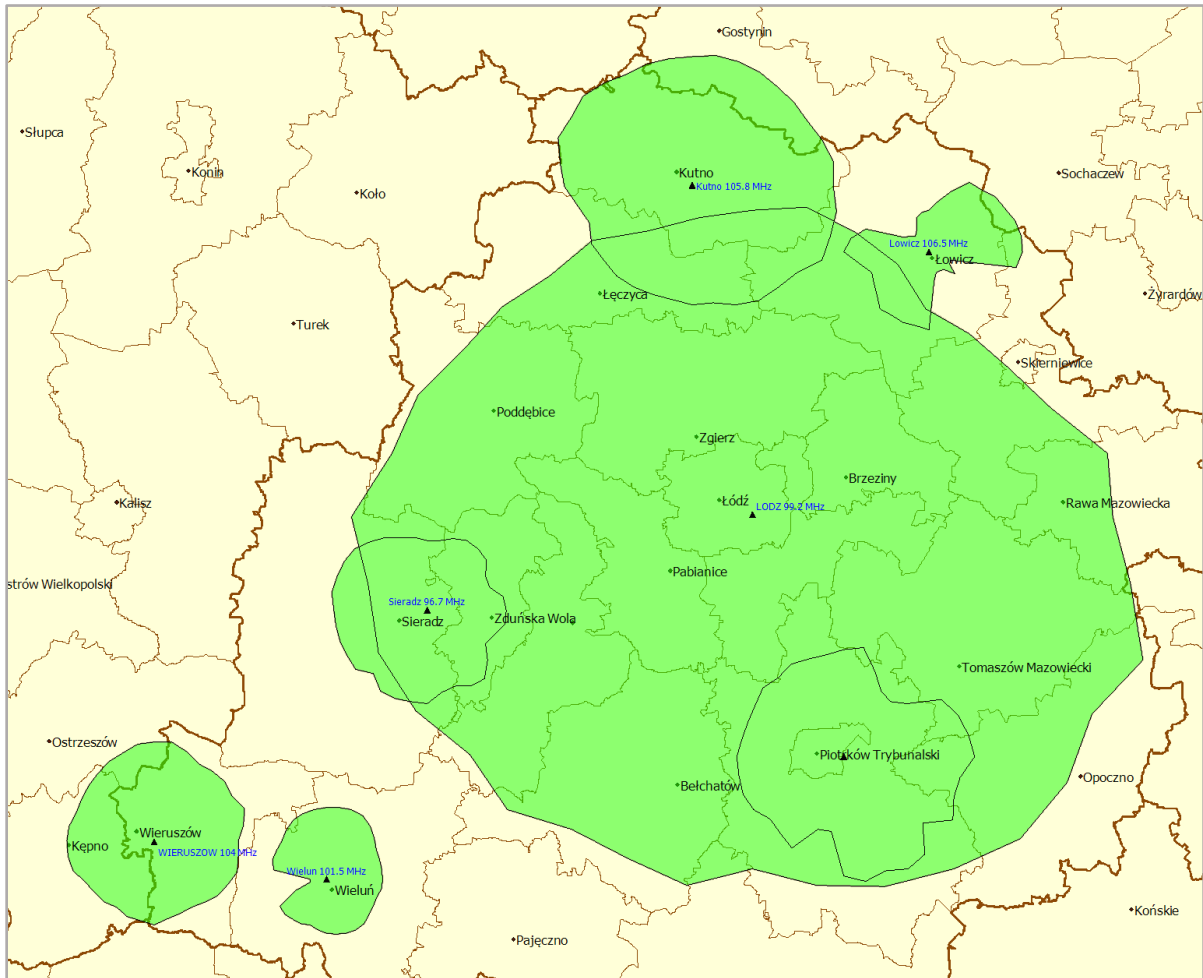 Gostynin
Słupca
Konin
Kutno
Kutno 105.8 MHz
Sochaczew
Koło
Lowicz 106.5 MHz
Łowicz
Łęczyca
Żyrardów
Turek
Skierniewice
Poddębice
Zgierz
Brzeziny
Kalisz
Łódź
LODZ 99.2 MHz
Rawa Mazowiecka
Pabianice
strów Wielkopolski
Sieradz 96.7 MHz
Sieradz
Zduńska Wola
Tomaszów Mazowiecki
Ostrzeszów
Piotrków Trybunalski
Opoczno
Bełchatów
Wieruszów
Kępno
WIERUSZOW 104 MHz
Wielun 101.5 MHz
Wieluń
Końskie
Pajęczno